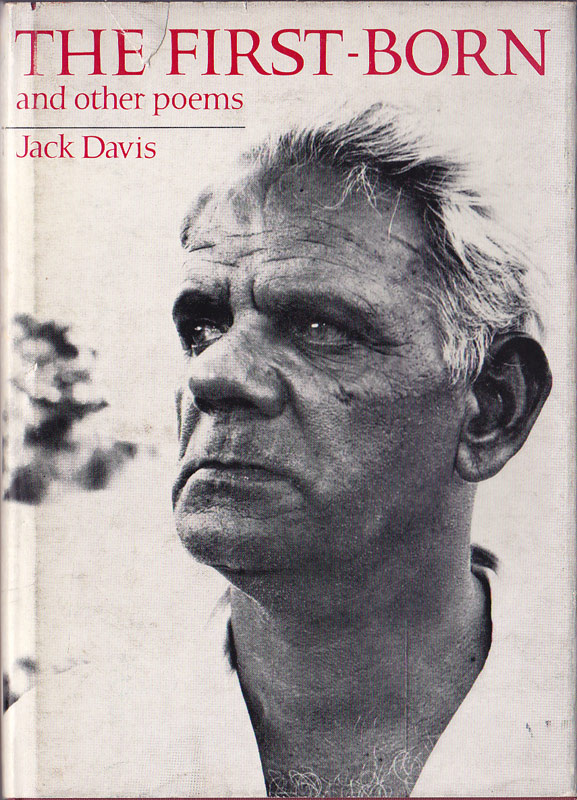 THE FIRST-BORN
and other poems
Jack Davis